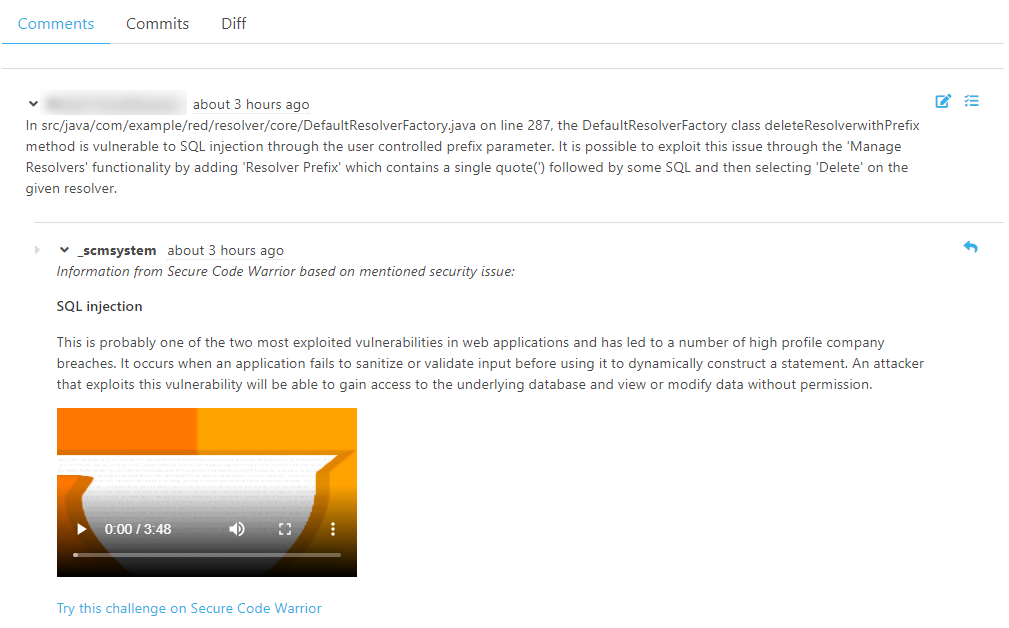 Comments Commits Diff
about 3 hours ago
In src/java/com/example/red/resolver/core/DefaultResolverFactory.java on line 287, the DefaultResolverFactory class deleteResolverwithPrefix
method is vulnerable to SQL injection through the user controlled prefix parameter. It is possible to exploit this issue through the 'Manage
Resolvers' functionality by adding 'Resolver Prefix' which contains a single quote(') followed by some SQL and then selecting 'Delete' on the
given resolver.
_scmsystem about 3 hours ago
Information from Secure Code Warrior based on mentioned security issue:
SQL injection
This is probably one of the two most exploited vulnerabilities in web applications and has led to a number of high profile company
breaches. It occurs when an application fails to sanitize or validate input before using it to dynamically construct a statement. An attacker
that exploits this vulnerability will be able to gain access to the underlying database and view or modify data without permission.
0:00 / 3:48
Try this challenge on Secure Code Warrior